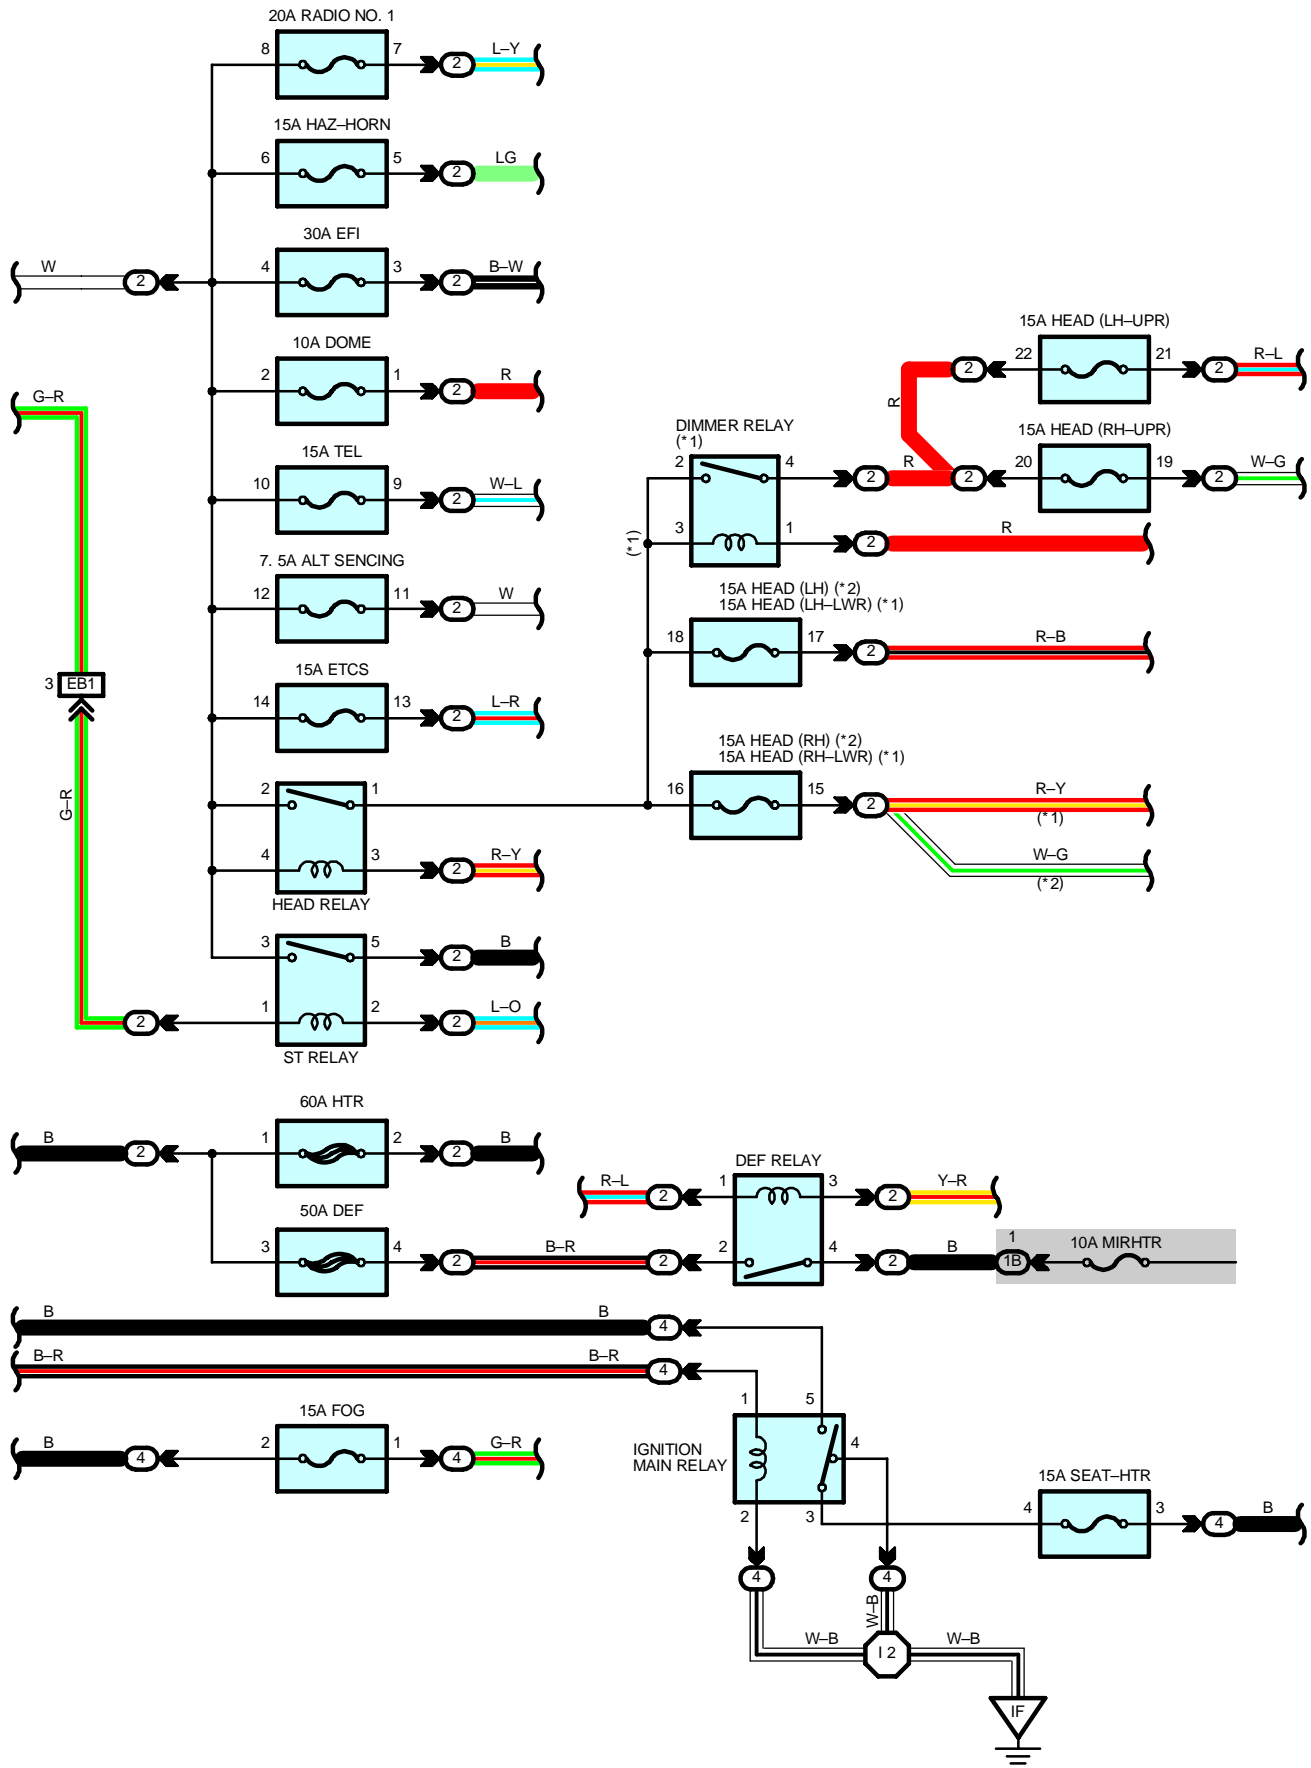 20A RADIO NO. 1
8 7 2 L–Y
15A HAZ–HORN
6 5 2 LG
30A EFI
W 2 4 3 2 B–W
10A DOME
2 1 2 R
G–R
15A TEL
10 9 2 W–L
7. 5A ALT SENCING
12 11 2 W
3 EB1
15A ETCS
14 13 2 L–R
G–R
2 1
4 3 2 R–Y
HEAD RELAY
3 5 2 B
2 1 2 2 L–O
ST RELAY
15A HEAD (LH–UPR)
2 22 21 2 R–L
R
DIMMER RELAY
(*1)
15A HEAD (RH–UPR)
2 4 2 R 2 20 19 2 W–G
(*1)
3 1 2 R
15A HEAD (LH) (*2)
15A HEAD (LH–LWR) (*1)
18 17 2 R–B
15A HEAD (RH) (*2)
15A HEAD (RH–LWR) (*1)
16 15 2 R–Y
(*1)
W–G
(*2)
60A HTR
B 2 1 2 2 B
50A DEF
3 4 2 B–R 2
DEF RELAY
R–L 2 1 3 2 Y–R
2 4 2 B 1 1B 10A MIRHTR
B B 4
B–R B–R 4
15A FOG
B 4 2 1 4 G–R
1 5
IGNITION
MAIN RELAY
4
2 3
15A SEAT–HTR
4 3 4 B
4 4
W–B
W–B I 2 W–B
IF